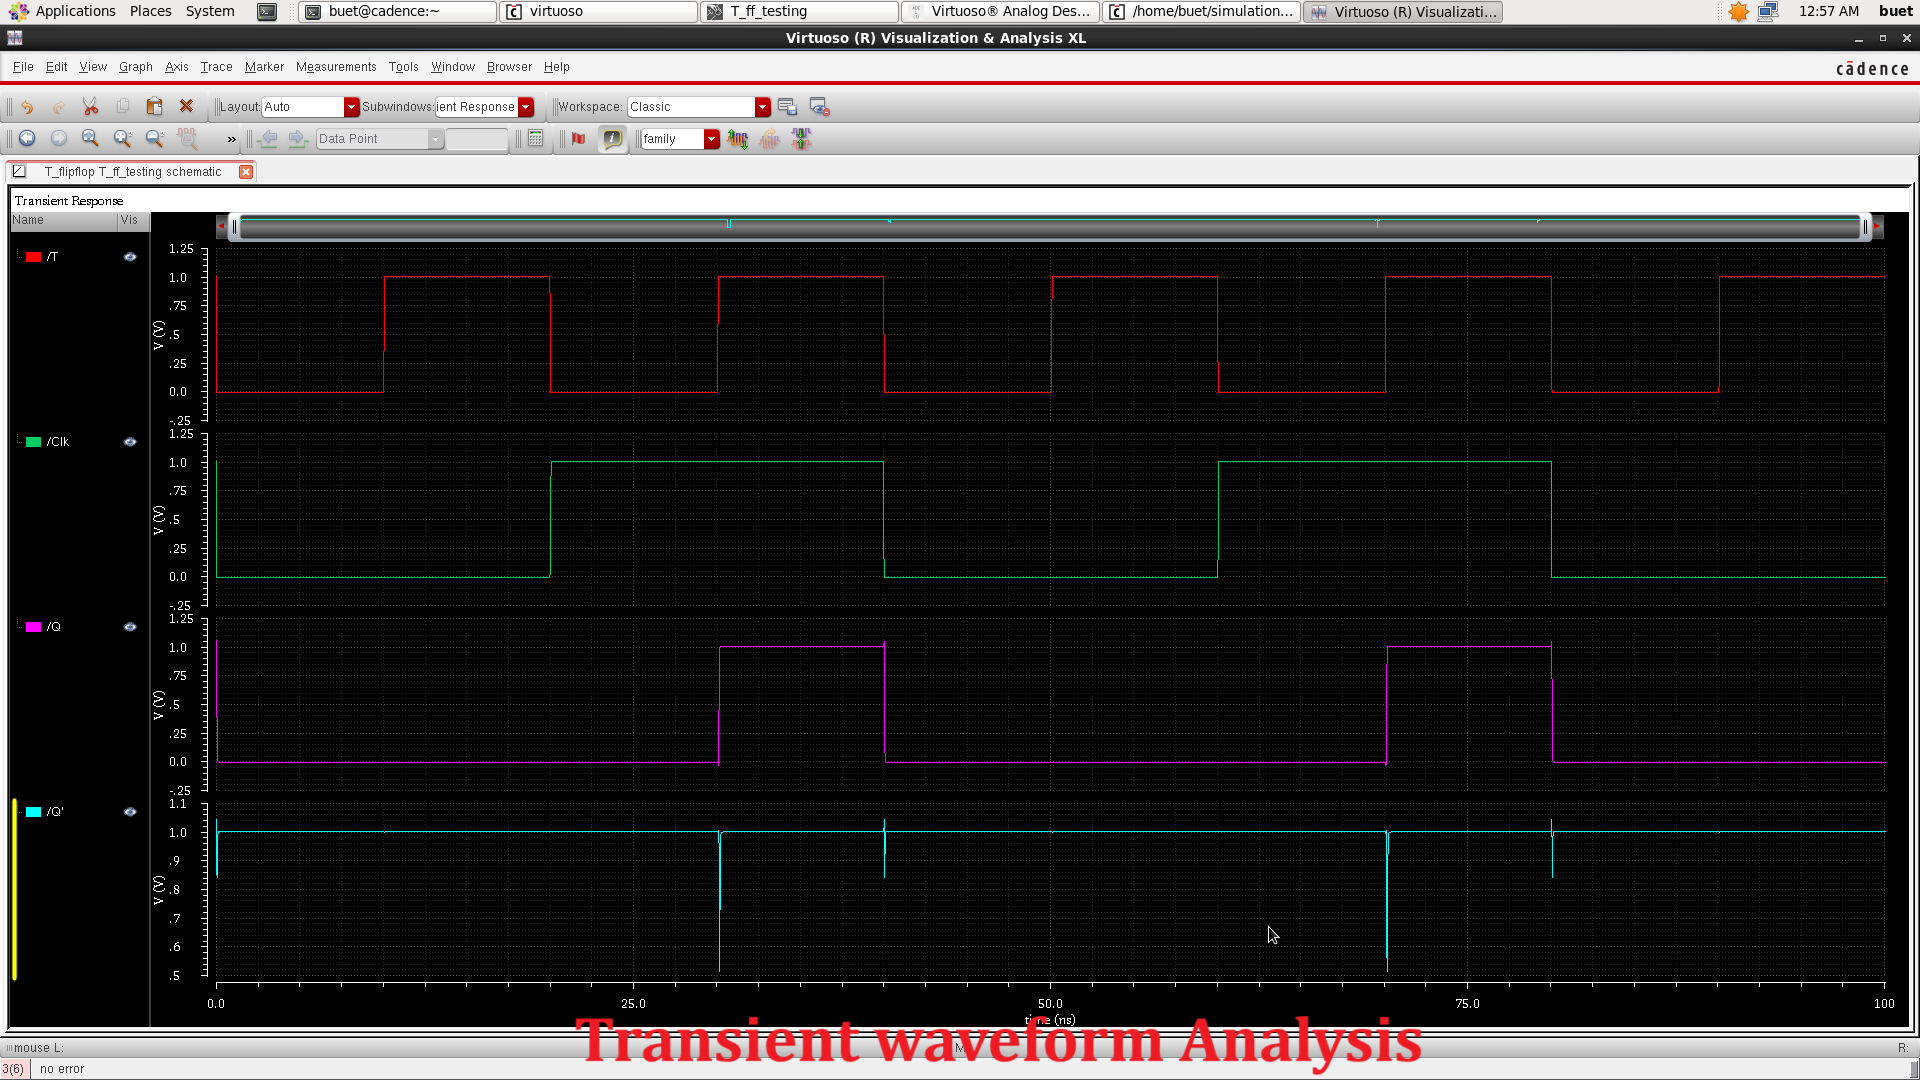 Applications Places System buet@cadence:~ virtuoso T_ff_testing Virtuoso® Analog Des... /home/buet/simulation... Virtuoso (R) Visualizati... 12:57 AM buet
Virtuoso (R) Visualization & Analysis XL
File Edit View Graph Axis Trace Marker Measurements Tools Window Browser Help
cādence
Layout: Auto Subwindows: ient Response Workspace: Classic
» Data Point family
T_flipflop T_ff_testing schematic
Transient Response
Name Vis
/T
1.25
1.0
.75
.5
.25
0.0
-.25
V (V)
/Clk
1.25
1.0
.75
.5
.25
0.0
-.25
V (V)
/Q
1.25
1.0
.75
.5
.25
0.0
-.25
V (V)
/Q'
1.1
1.0
.9
.8
.7
.6
.5
V (V)
0.0 25.0 50.0 75.0 100
time (ns)
Transient waveform Analysis
mouse L: M R:
3(6) no error